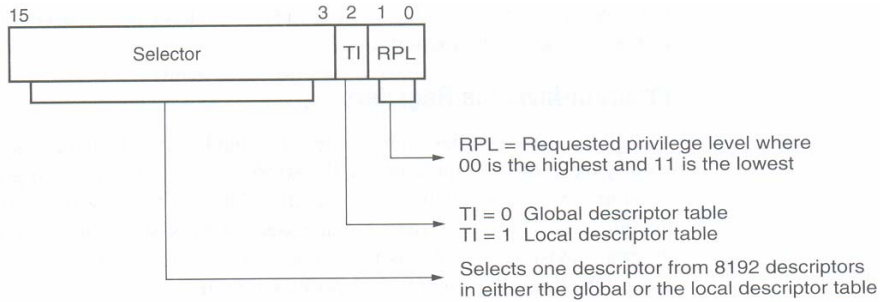 15 3 2 1 0
Selector TI RPL
RPL = Requested privilege level where
00 is the highest and 11 is the lowest
TI = 0 Global descriptor table
TI = 1 Local descriptor table
Selects one descriptor from 8192 descriptors
in either the global or the local descriptor table